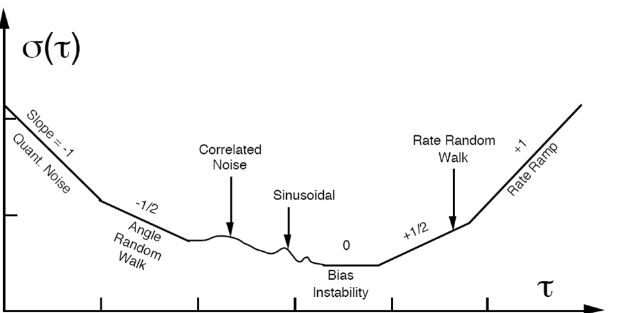 σ(τ)
Slope = -1
Quant. Noise
-1/2
Angle
Random
Walk
Correlated
Noise
Sinusoidal
0
Bias
Instability
+1/2
Rate Random
Walk
+1
Rate Ramp
τ